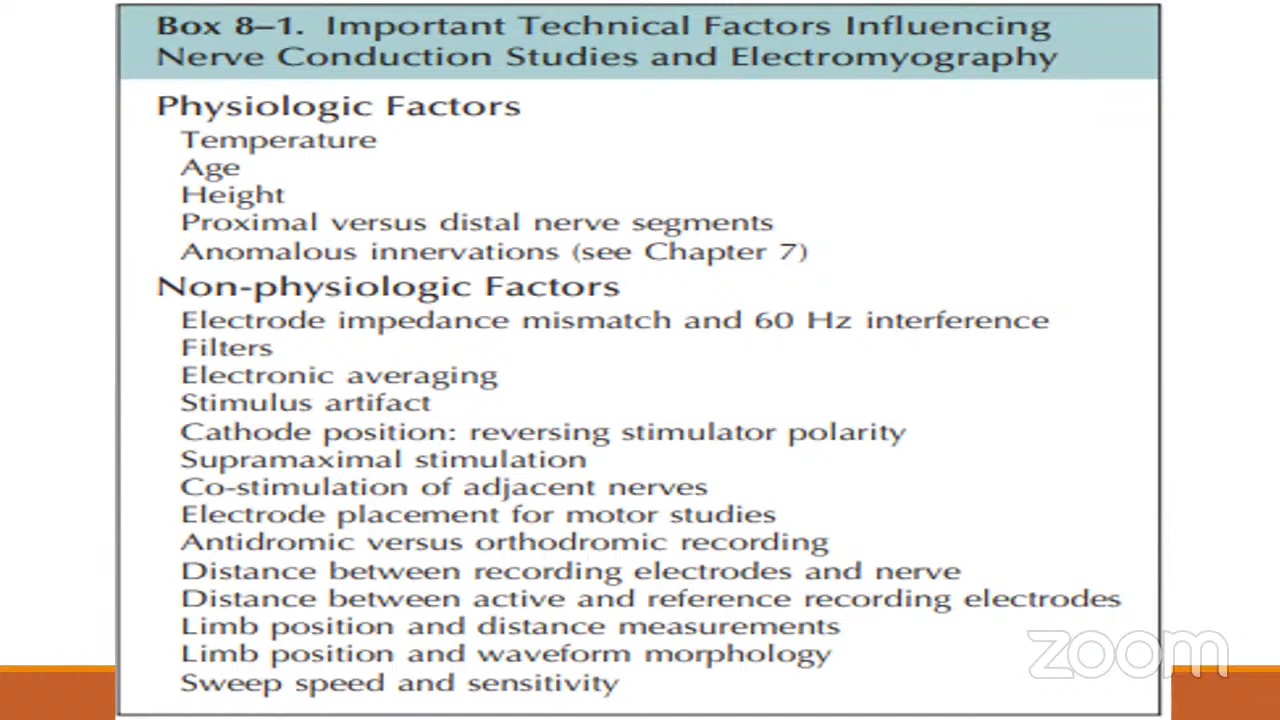 Box 8–1. Important Technical Factors Influencing
Nerve Conduction Studies and Electromyography
Physiologic Factors
Temperature
Age
Height
Proximal versus distal nerve segments
Anomalous innervations (see Chapter 7)
Non-physiologic Factors
Electrode impedance mismatch and 60 Hz interference
Filters
Electronic averaging
Stimulus artifact
Cathode position: reversing stimulator polarity
Supramaximal stimulation
Co-stimulation of adjacent nerves
Electrode placement for motor studies
Antidromic versus orthodromic recording
Distance between recording electrodes and nerve
Distance between active and reference recording electrodes
Limb position and distance measurements
Limb position and waveform morphology
Sweep speed and sensitivity
zoom